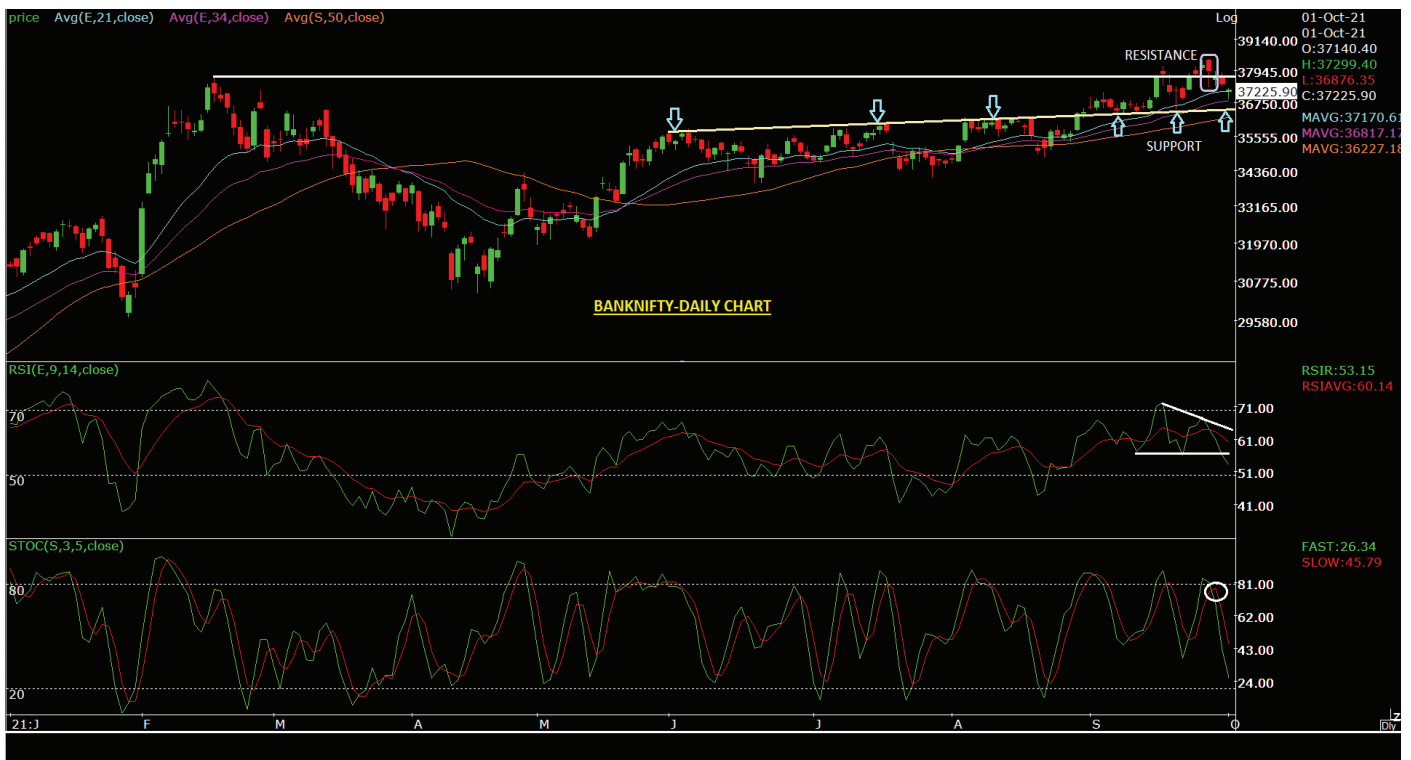 price Avg(E,21,close) Avg(E,34,close) Avg(S,50,close)
Log
01-Oct-21
01-Oct-21
O:37140.40
H:37299.40
L:36876.35
C:37225.90
MAVG:37170.61
MAVG:36817.17
MAVG:36227.18
39140.00
37945.00
37225.90
36750.00
35555.00
34360.00
33165.00
31970.00
30775.00
29580.00
RESISTANCE
SUPPORT
BANKNIFTY-DAILY CHART
RSI(E,9,14,close)
RSIR:53.15
RSIAVG:60.14
70
50
71.00
61.00
51.00
41.00
STOC(S,3,5,close)
FAST:26.34
SLOW:45.79
80
20
81.00
62.00
43.00
24.00
21:J F M A M J J A S O
Dly